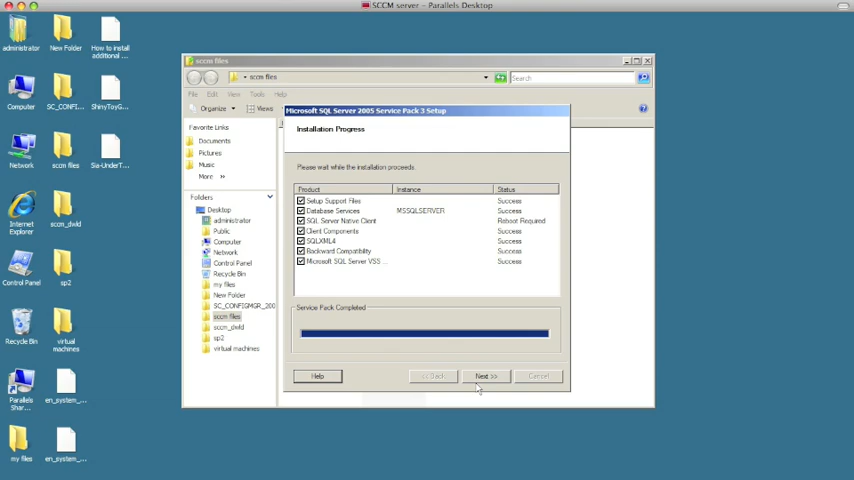 SCCM server – Parallels Desktop
administrator
New Folder
How to install
additional ...
Computer
SC_CONFI...
ShinyToyG...
Network
sccm files
Sia-UnderT...
Internet
Explorer
sccm_dwld
Control Panel
sp2
Recycle Bin
virtual
machines
Parallels
Shar...
en_system_...
my files
en_system_...
sccm files
sccm files
Search
File Edit View Tools Help
Organize Views
Favorite Links
Documents
Pictures
Music
More »
Folders
Desktop
administrator
Public
Computer
Network
Control Panel
Recycle Bin
my files
New Folder
SC_CONFIGMGR_200
sccm files
sccm_dwld
sp2
virtual machines
Microsoft SQL Server 2005 Service Pack 3 Setup
Installation Progress
Please wait while the installation proceeds.
Product Instance Status
Setup Support Files Success
Database Services MSSQLSERVER Success
SQL Server Native Client Reboot Required
Client Components Success
SQLXML4 Success
Backward Compatibility Success
Microsoft SQL Server VSS ... Success
Service Pack Completed
Help
<< Back
Next >>
Cancel